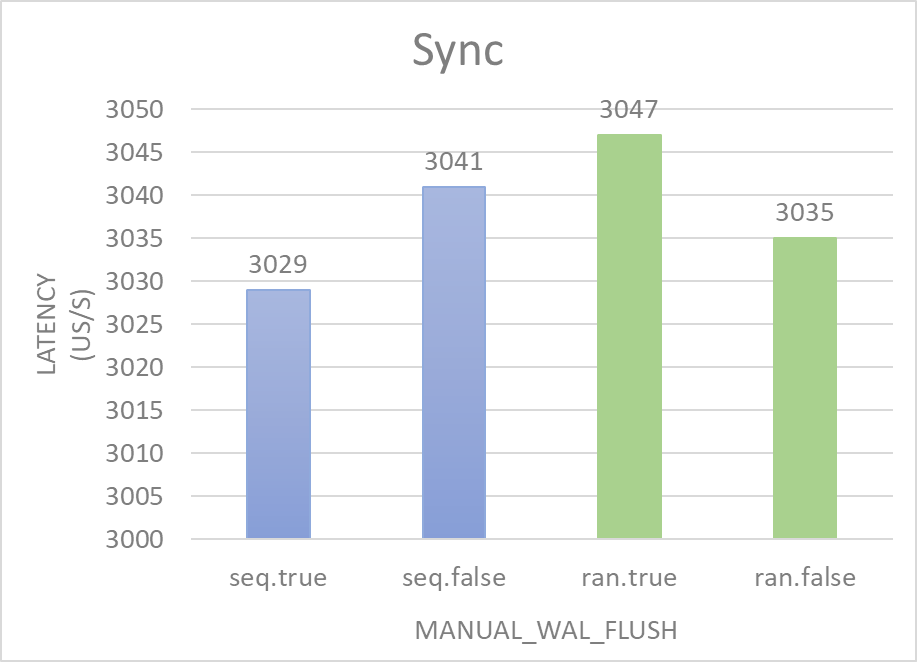 Sync
3050
3045
3040
3035
3030
3025
3020
3015
3010
3005
3000
LATENCY
(US/S)
3029
3041
3047
3035
seq.true
seq.false
ran.true
ran.false
MANUAL_WAL_FLUSH